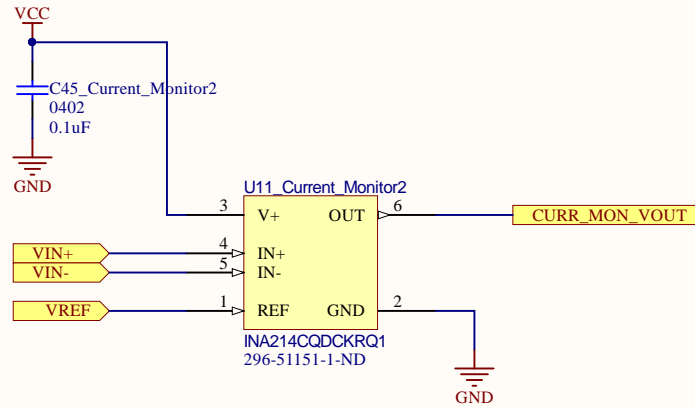 VCC
C45_Current_Monitor2
0402
0.1uF
GND
U11_Current_Monitor2
3 V+ OUT 6 CURR_MON_VOUT
VIN+ 4 IN+
VIN- 5 IN-
VREF 1 REF GND 2
INA214CQDCKRQ1
296-51151-1-ND
GND